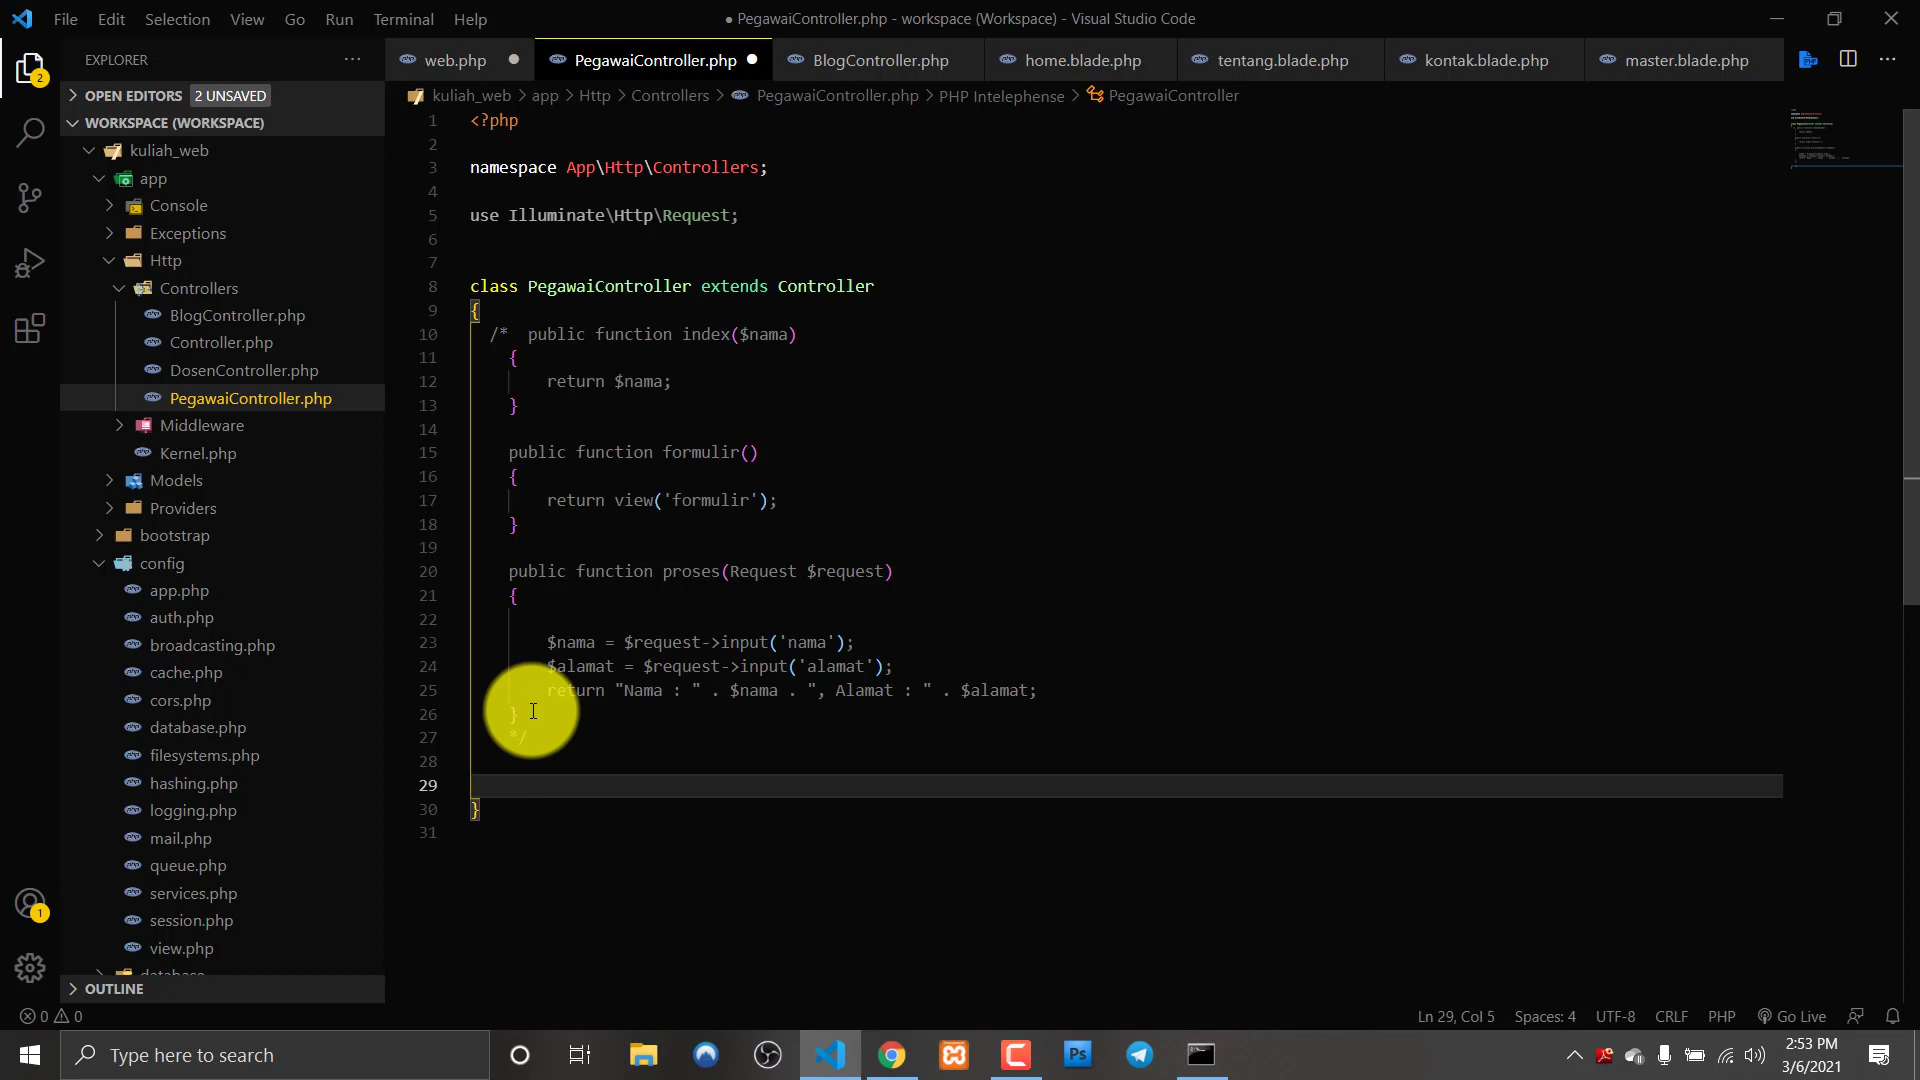 File Edit Selection View Go Run Terminal Help
● PegawaiController.php - workspace (Workspace) - Visual Studio Code
EXPLORER ···
web.php
PegawaiController.php
BlogController.php
home.blade.php
tentang.blade.php
kontak.blade.php
master.blade.php
OPEN EDITORS 2 UNSAVED
WORKSPACE (WORKSPACE)
kuliah_web
app
Console
Exceptions
Http
Controllers
BlogController.php
Controller.php
DosenController.php
PegawaiController.php
Middleware
Kernel.php
Models
Providers
bootstrap
config
app.php
auth.php
broadcasting.php
cache.php
cors.php
database.php
filesystems.php
hashing.php
logging.php
mail.php
queue.php
services.php
session.php
view.php
database
OUTLINE
2
1
kuliah_web > app > Http > Controllers > PegawaiController.php > PHP Intelephense > PegawaiController
1 <?php
2
3 namespace App\Http\Controllers;
4
5 use Illuminate\Http\Request;
6
7
8 class PegawaiController extends Controller
9 {
10 /* public function index($nama)
11 {
12 return $nama;
13 }
14
15 public function formulir()
16 {
17 return view('formulir');
18 }
19
20 public function proses(Request $request)
21 {
22
23 $nama = $request->input('nama');
24 $alamat = $request->input('alamat');
25 return "Nama : " . $nama . ", Alamat : " . $alamat;
26 }
27 */
28
29
30 }
31
0 0
Ln 29, Col 5 Spaces: 4 UTF-8 CRLF PHP Go Live
Type here to search
Ps
2:53 PM
3/6/2021